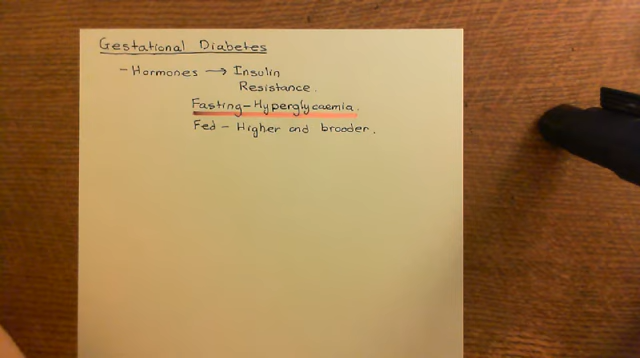 Gestational Diabetes
- Hormones → Insulin
Resistance.
Fasting - Hyperglycaemia.
Fed - Higher and broader.